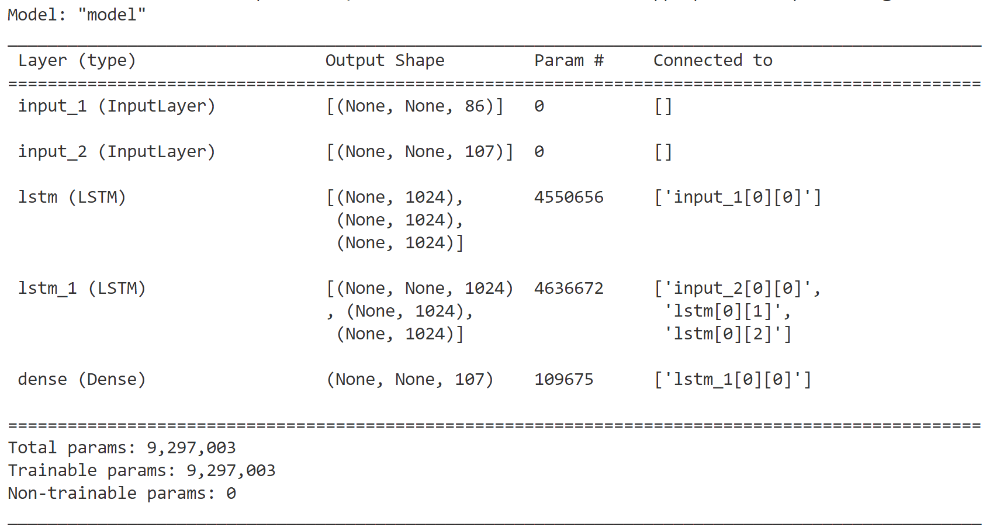 Model: "model"
Layer (type) Output Shape Param # Connected to
input_1 (InputLayer) [(None, None, 86)] 0 []
input_2 (InputLayer) [(None, None, 107)] 0 []
lstm (LSTM) [(None, 1024), 4550656 ['input_1[0][0]']
(None, 1024),
(None, 1024)]
lstm_1 (LSTM) [(None, None, 1024) 4636672 ['input_2[0][0]',
, (None, 1024), 'lstm[0][1]',
(None, 1024)] 'lstm[0][2]']
dense (Dense) (None, None, 107) 109675 ['lstm_1[0][0]']
Total params: 9,297,003
Trainable params: 9,297,003
Non-trainable params: 0